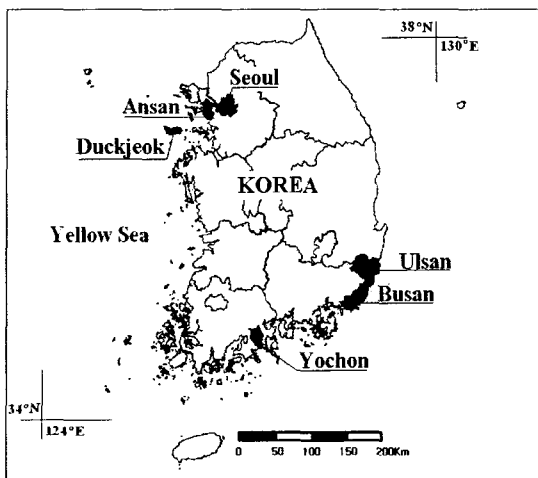 38°N
130°E
Seoul
Ansan
Duckjeok
KOREA
Yellow Sea
Ulsan
Busan
Yochon
34°N
124°E
0 50 100 150 200Km